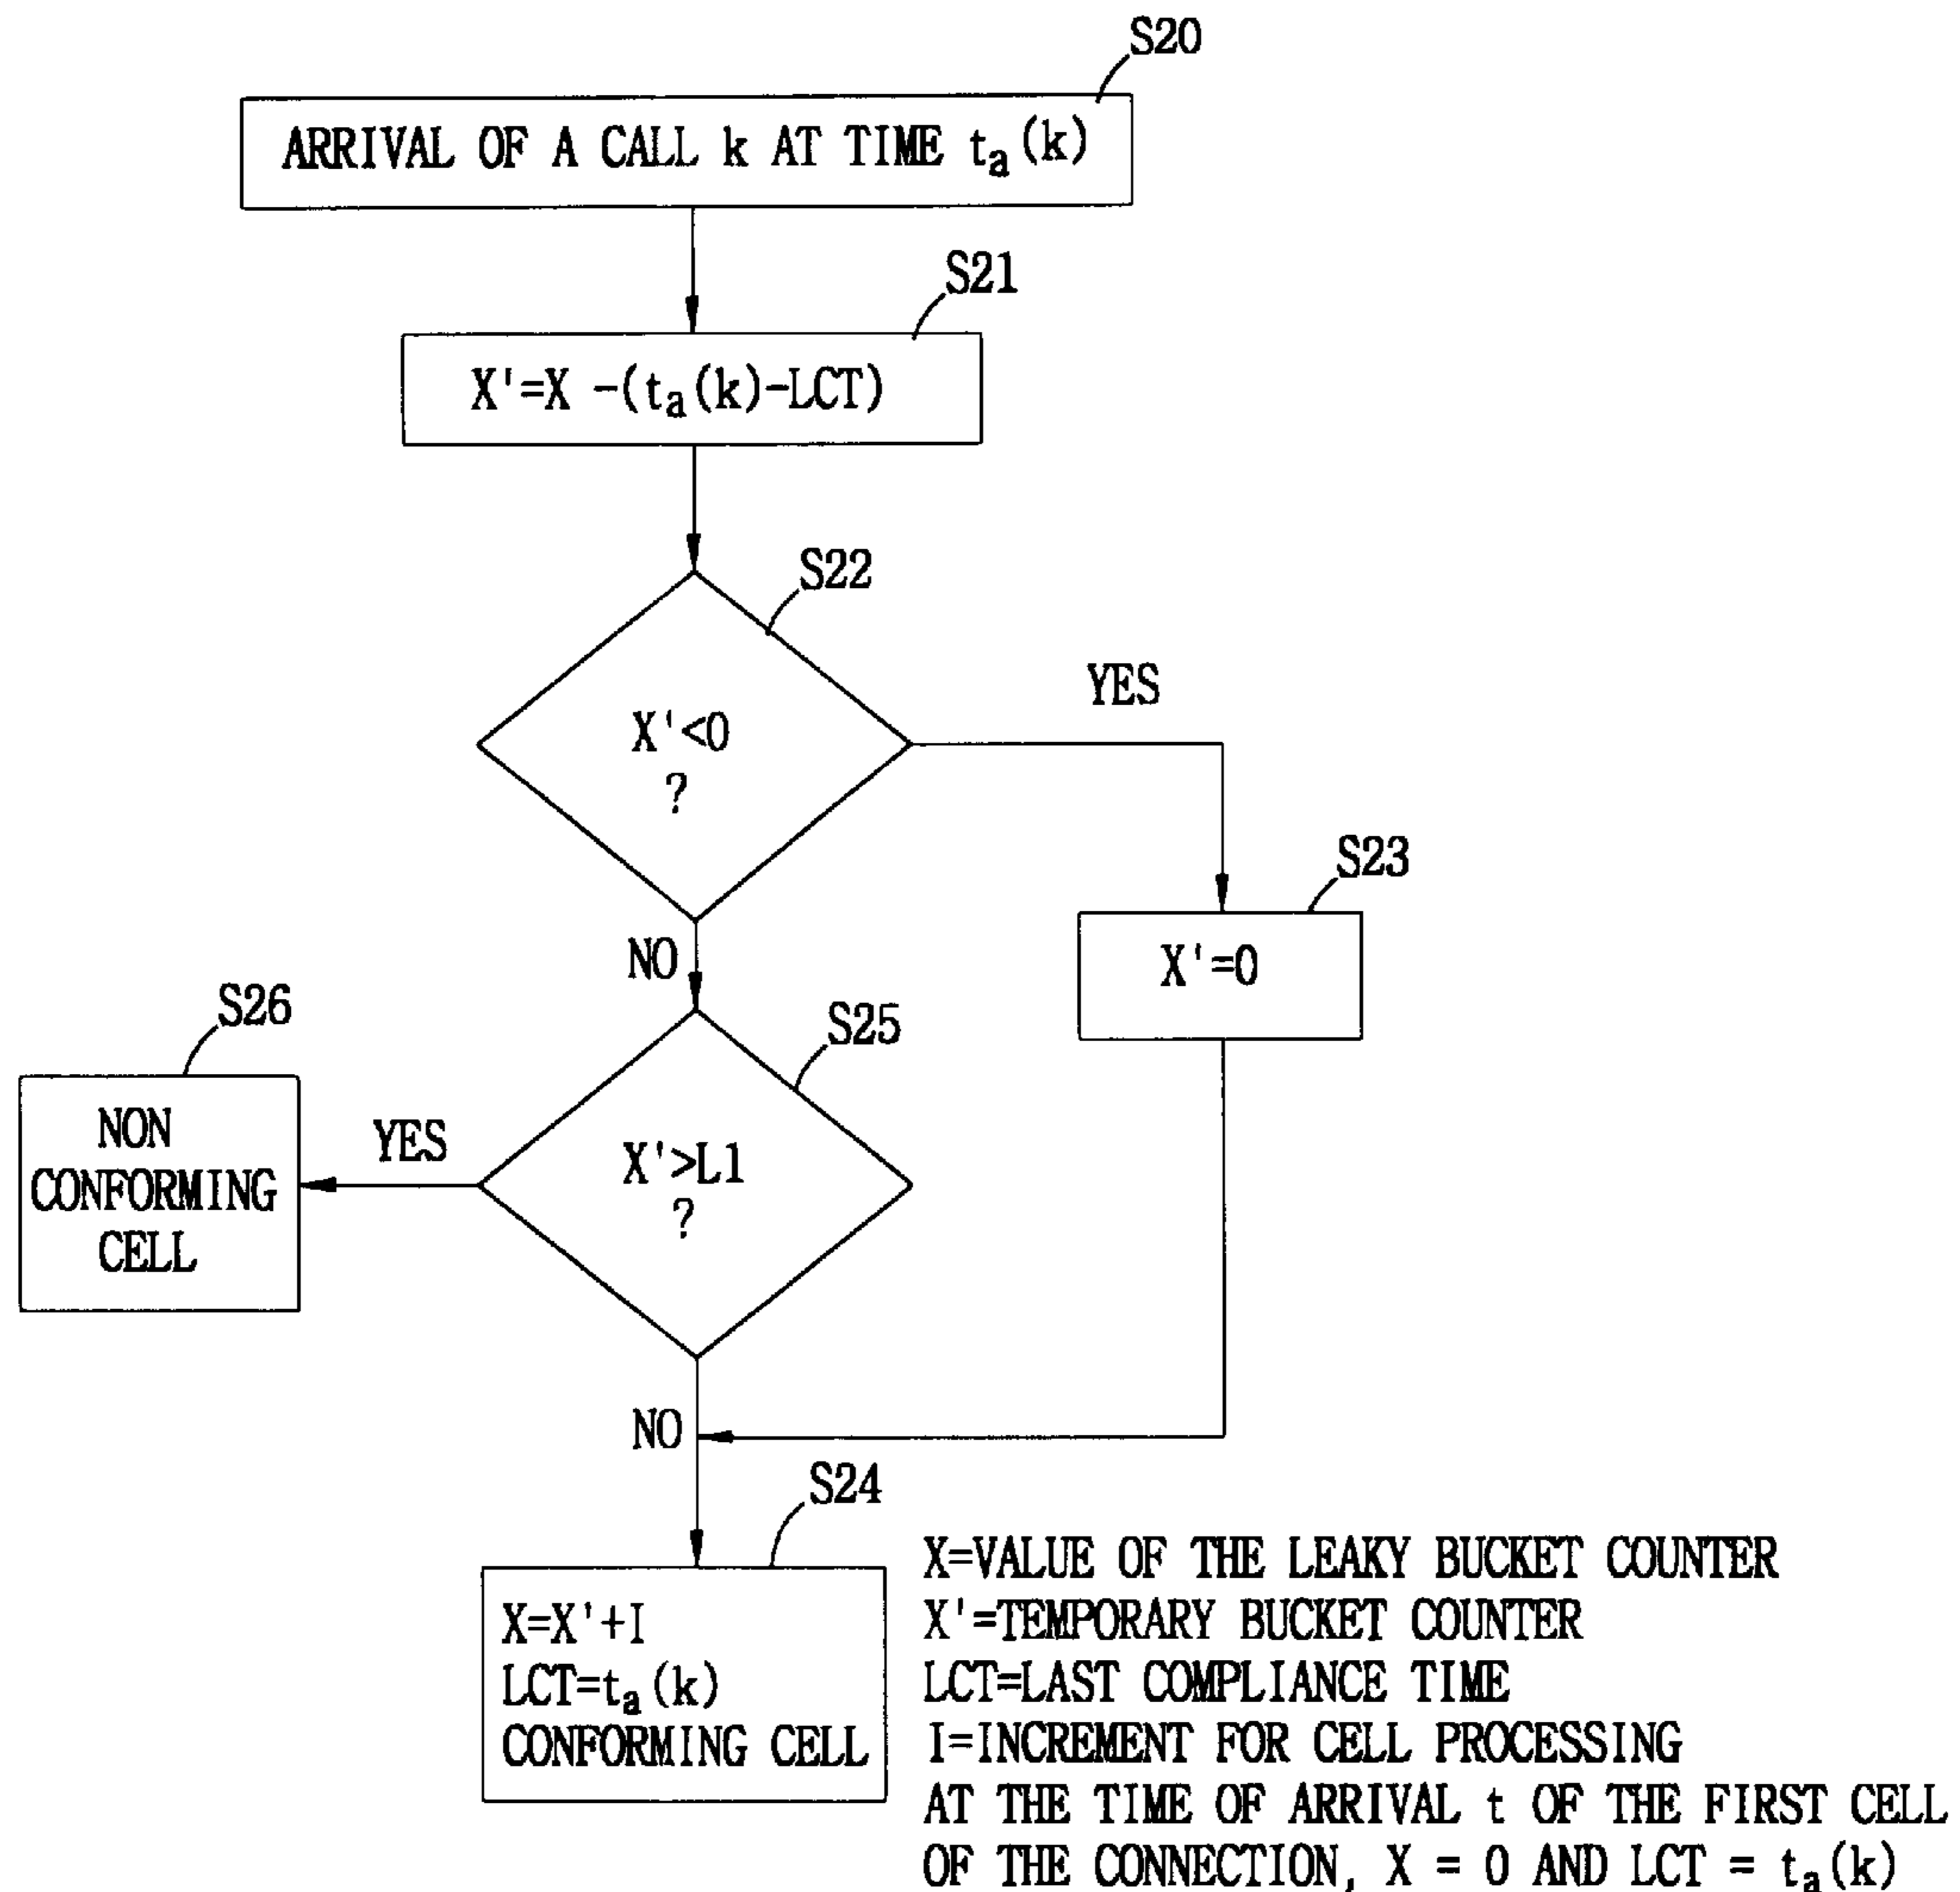 S20
ARRIVAL OF A CALL k AT TIME ta(k)
S21
X'=X -(ta(k)-LCT)
S22
X'<0
?
YES
S23
X'=0
NO
S25
S26
X'>L1
?
YES
NON
CONFORMING
CELL
NO
S24
X=X'+I
LCT=ta(k)
CONFORMING CELL
X=VALUE OF THE LEAKY BUCKET COUNTER
X'=TEMPORARY BUCKET COUNTER
LCT=LAST COMPLIANCE TIME
I=INCREMENT FOR CELL PROCESSING
AT THE TIME OF ARRIVAL t OF THE FIRST CELL
OF THE CONNECTION, X = 0 AND LCT = ta(k)